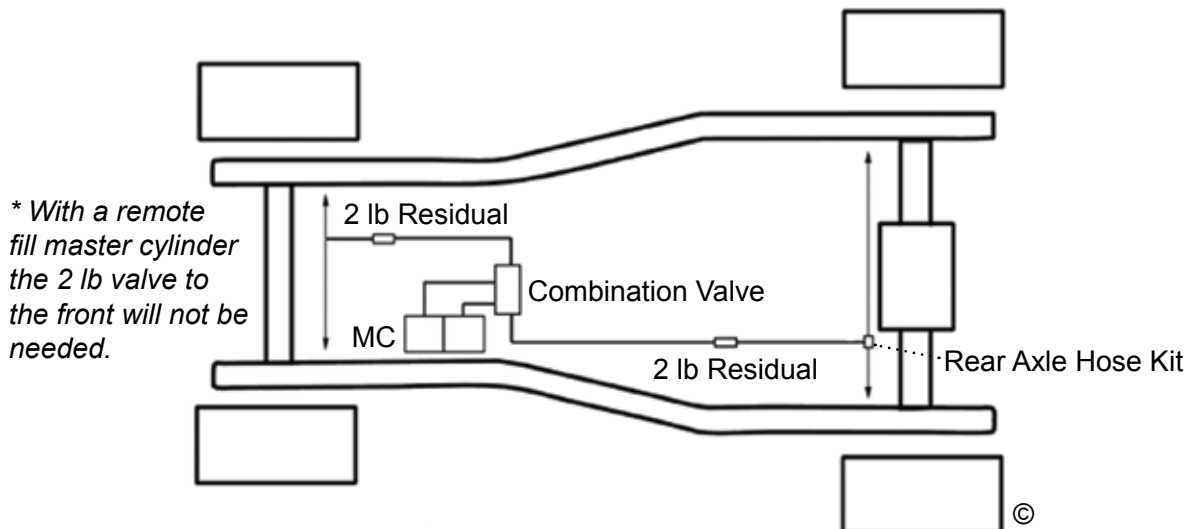 * With a remote
fill master cylinder
the 2 lb valve to
the front will not be
needed.
2 lb Residual
Combination Valve
MC
2 lb Residual
Rear Axle Hose Kit
©